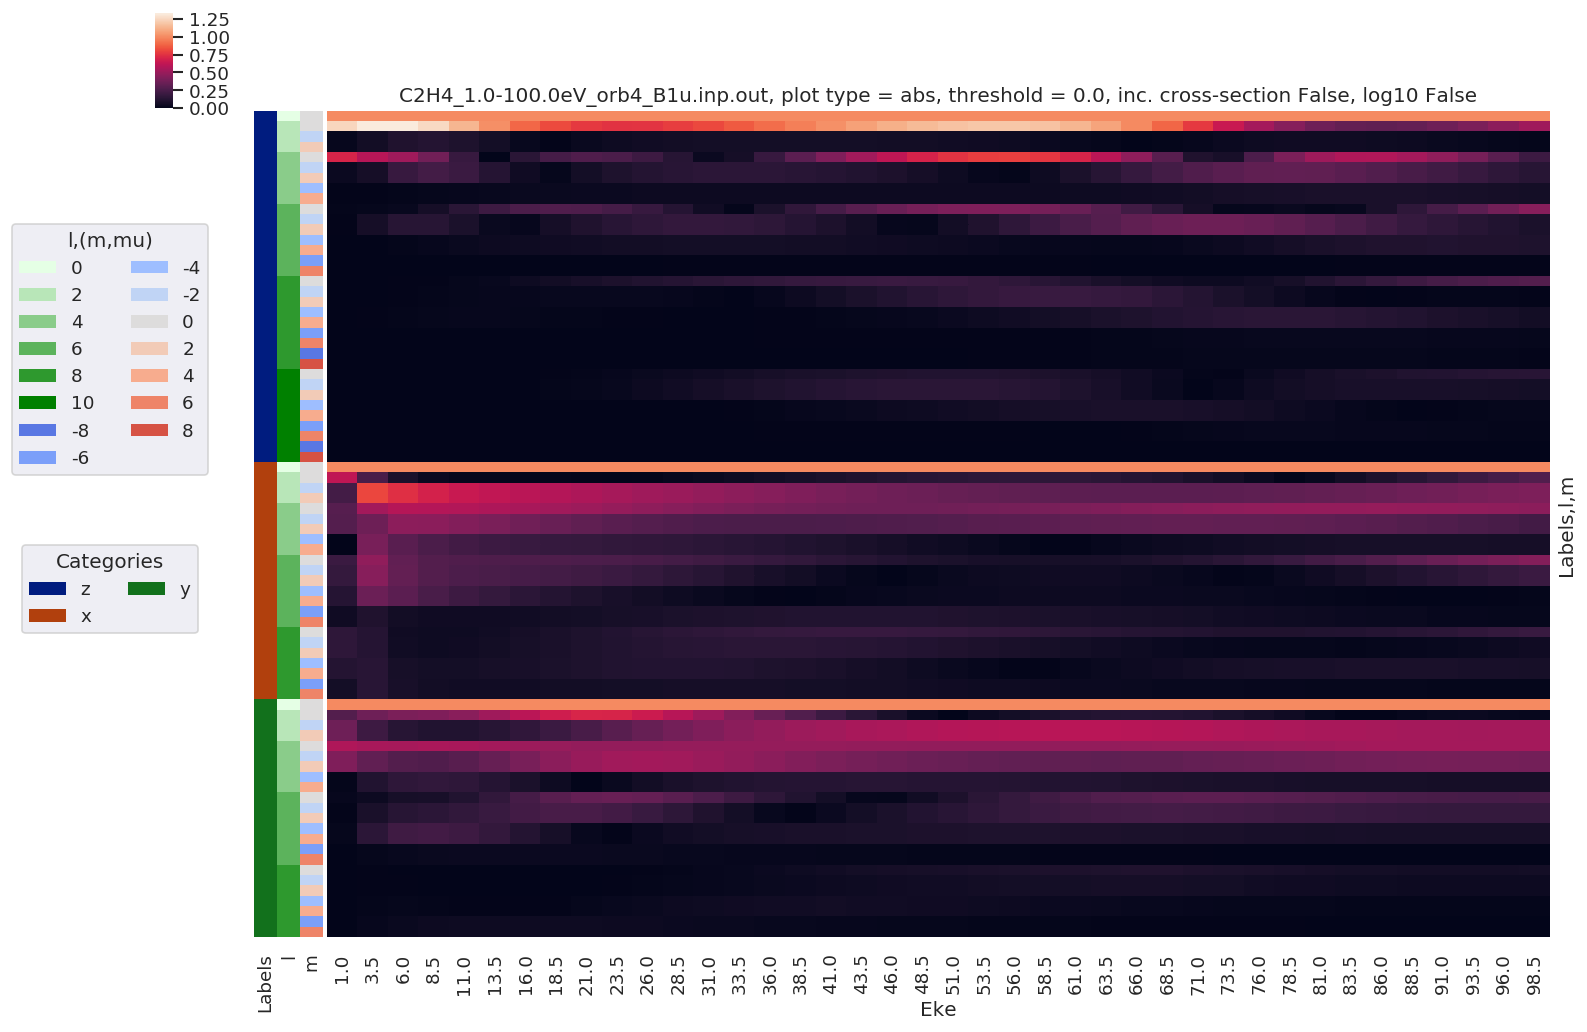 1.25
1.00
0.75
0.50
0.25
0.00
C2H4_1.0-100.0eV_orb4_B1u.inp.out, plot type = abs, threshold = 0.0, inc. cross-section False, log10 False
l,(m,mu)
0 -4
2 -2
4 0
6 2
8 4
10 6
-8 8
-6
Categories
z y
x
Labels,l,m
Labels l m 1.0 3.5 6.0 8.5 11.0 13.5 16.0 18.5 21.0 23.5 26.0 28.5 31.0 33.5 36.0 38.5 41.0 43.5 46.0 48.5 51.0 53.5 56.0 58.5 61.0 63.5 66.0 68.5 71.0 73.5 76.0 78.5 81.0 83.5 86.0 88.5 91.0 93.5 96.0 98.5
Eke